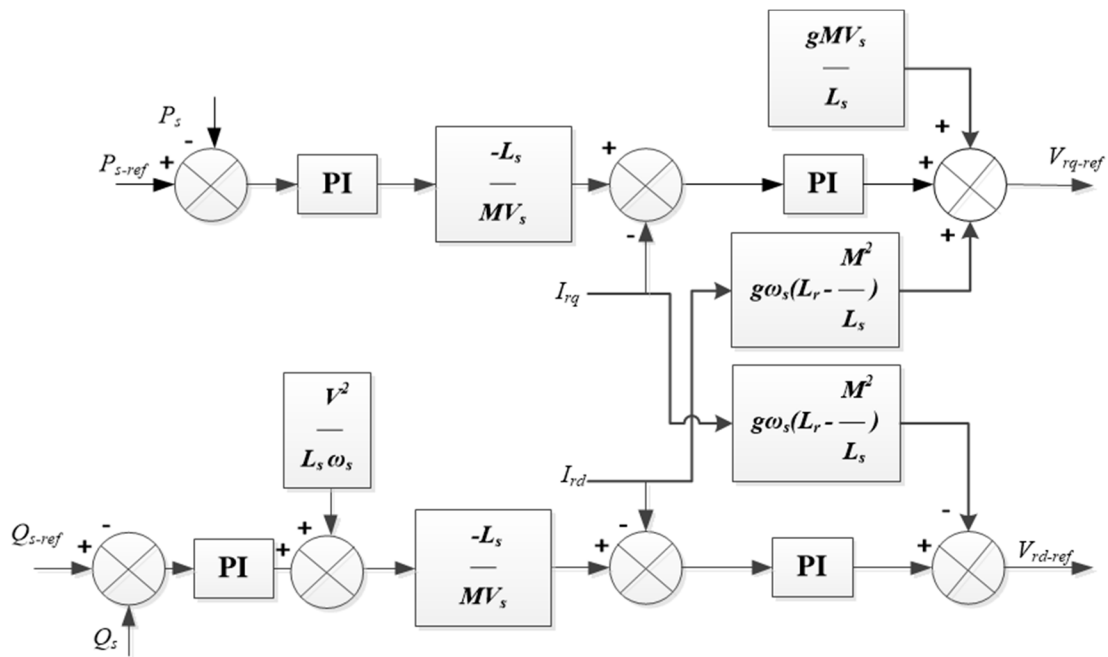 gMVs
—
Ls
Ps
-
Ps-ref
+
PI
-Ls
—
MVs
+
-
PI
+
+
+
Vrq-ref
Irq
gωs(Lr - M²/Ls)
V²
—
Ls ωs
gωs(Lr - M²/Ls)
Ird
Qs-ref
+
-
Qs
PI
+
+
-Ls
—
MVs
+
-
PI
+
-
Vrd-ref